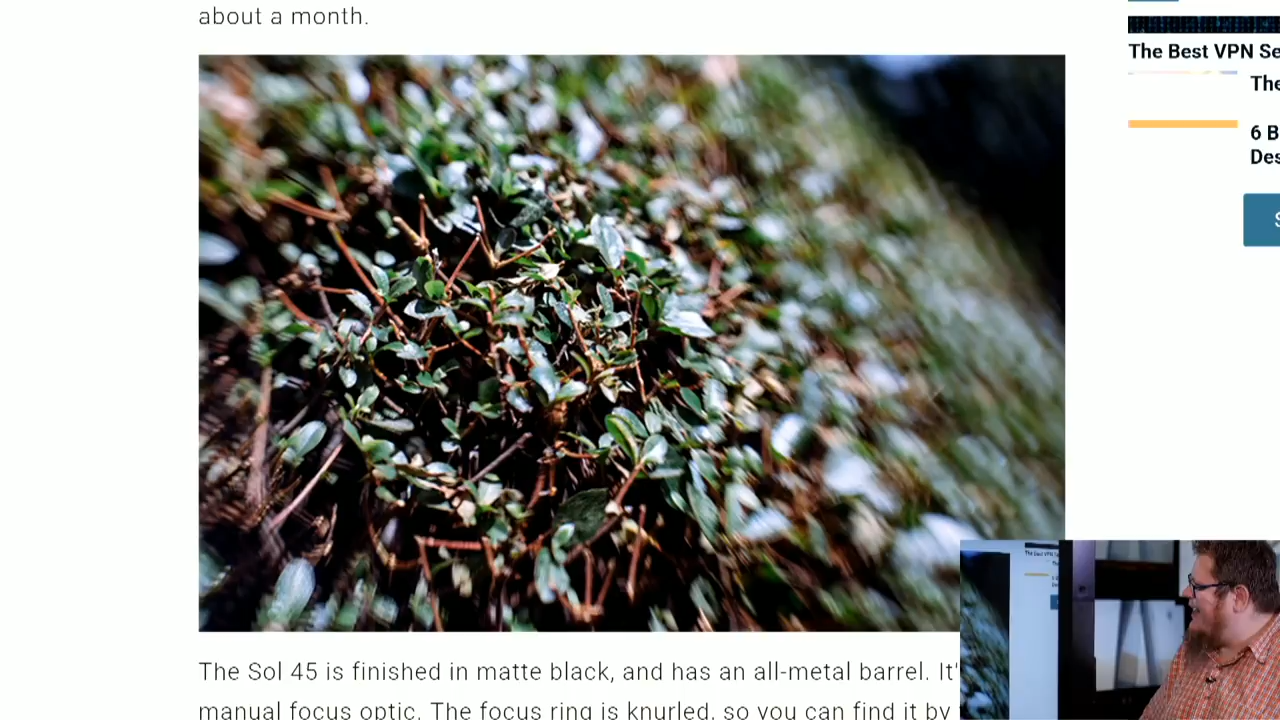 about a month.
The Best VPN Se
The
6 B
Des
S
The Sol 45 is finished in matte black, and has an all-metal barrel. It'
manual focus optic. The focus ring is knurled, so you can find it by